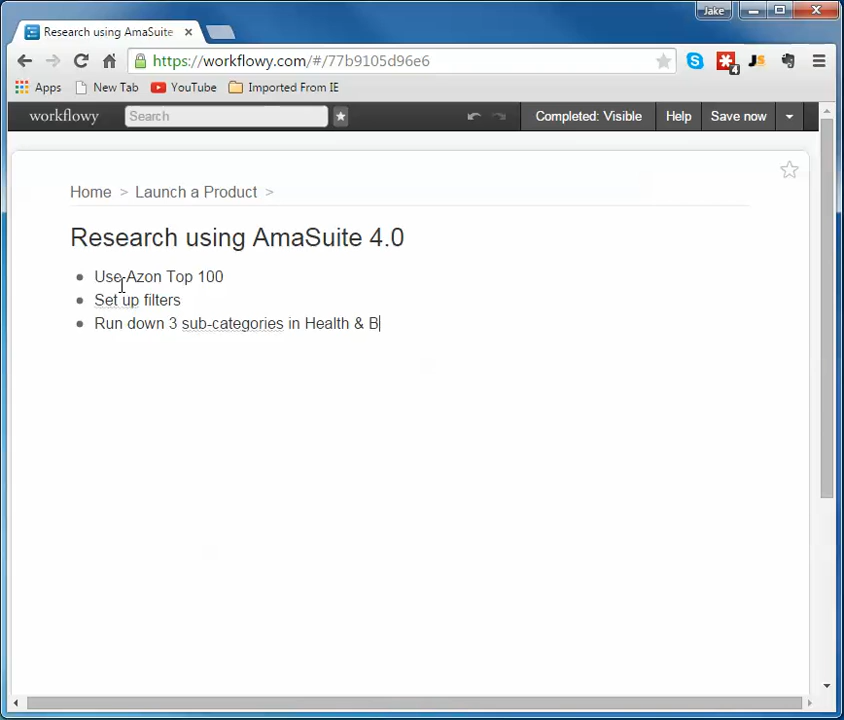 Jake
Research using AmaSuite
https://workflowy.com/#/77b9105d96e6
4
JS
Apps New Tab YouTube Imported From IE
workflowy Search Completed: Visible Help Save now
Home > Launch a Product >
Research using AmaSuite 4.0
Use Azon Top 100
Set up filters
Run down 3 sub-categories in Health & B